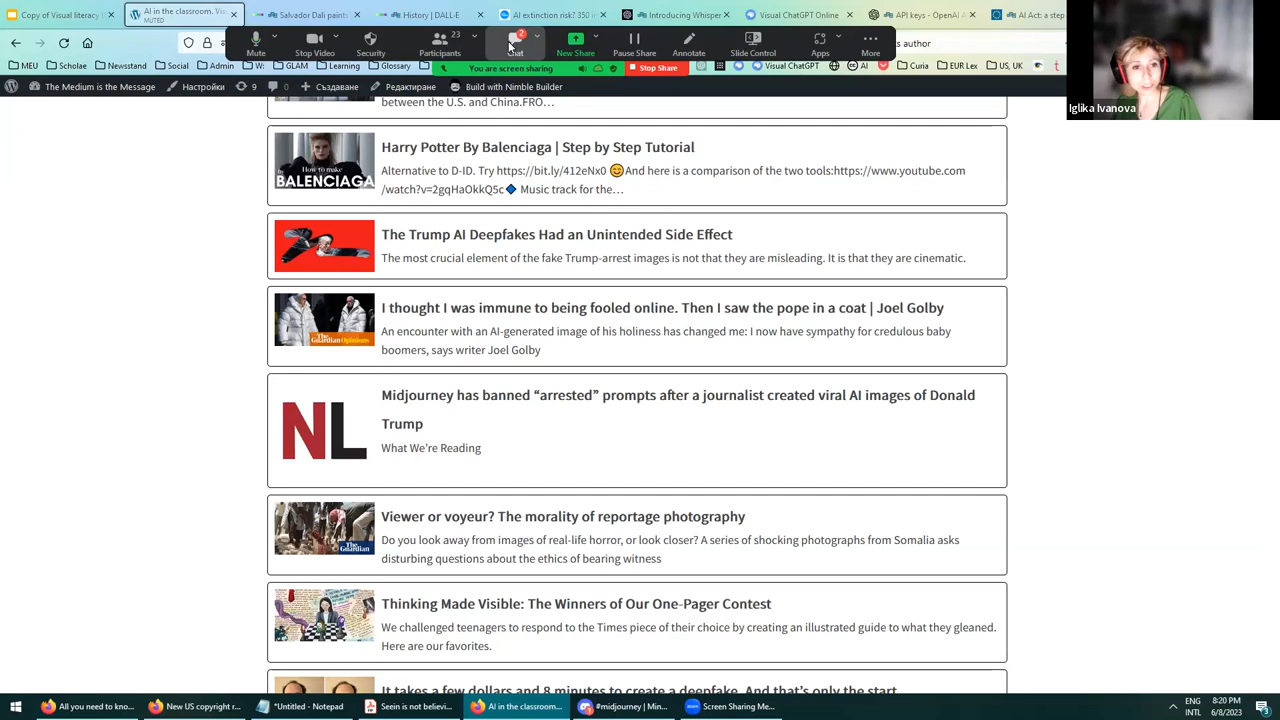 Copy of Visual literacy
AI in the classroom. Vis
MUTED
Salvador Dali paint
History | DALL-E
AI extinction risk? 350 i
Introducing Whisper
Visual ChatGPT Online
API keys - OpenAI A
AI Act: a step
Mute
Stop Video
Security
23
Participants
2
Chat
New Share
Pause Share
Annotate
Slide Control
Apps
More
s author
MEU
Scholae
Newsstand
Social
Admin
GLAM
Learning
Glossary
You are screen sharing
Stop Share
Visual ChatGPT
AI
Curia
EUR Lex
US, UK
Iglika Ivanova
The Medium is the Message
Настройки
9
0
Създаване
Редактиране
Build with Nimble Builder
between the U.S. and China.FRO…
How to make
BALENCIAGA
Harry Potter By Balenciaga | Step by Step Tutorial
Alternative to D-ID. Try https://bit.ly/412eNx0 😊And here is a comparison of the two tools:https://www.youtube.com
/watch?v=2gqHaOkkQ5c🔷 Music track for the…
The Trump AI Deepfakes Had an Unintended Side Effect
The most crucial element of the fake Trump-arrest images is not that they are misleading. It is that they are cinematic.
The Guardian Opinions
I thought I was immune to being fooled online. Then I saw the pope in a coat | Joel Golby
An encounter with an AI-generated image of his holiness has changed me: I now have sympathy for credulous baby
boomers, says writer Joel Golby
NL
Midjourney has banned “arrested” prompts after a journalist created viral AI images of Donald
Trump
What We’re Reading
The Guardian
Viewer or voyeur? The morality of reportage photography
Do you look away from images of real-life horror, or look closer? A series of shocking photographs from Somalia asks
disturbing questions about the ethics of bearing witness
Thinking Made Visible: The Winners of Our One-Pager Contest
We challenged teenagers to respond to the Times piece of their choice by creating an illustrated guide to what they gleaned.
Here are our favorites.
It takes a few dollars and 8 minutes to create a deepfake. And that’s only the start
All you need to kno...
New US copyright r...
*Untitled - Notepad
Seein is not believi...
AI in the classroom...
#midjourney | Min...
Screen Sharing Me...
ENG
INTL
8:20 PM
6/8/2023
3